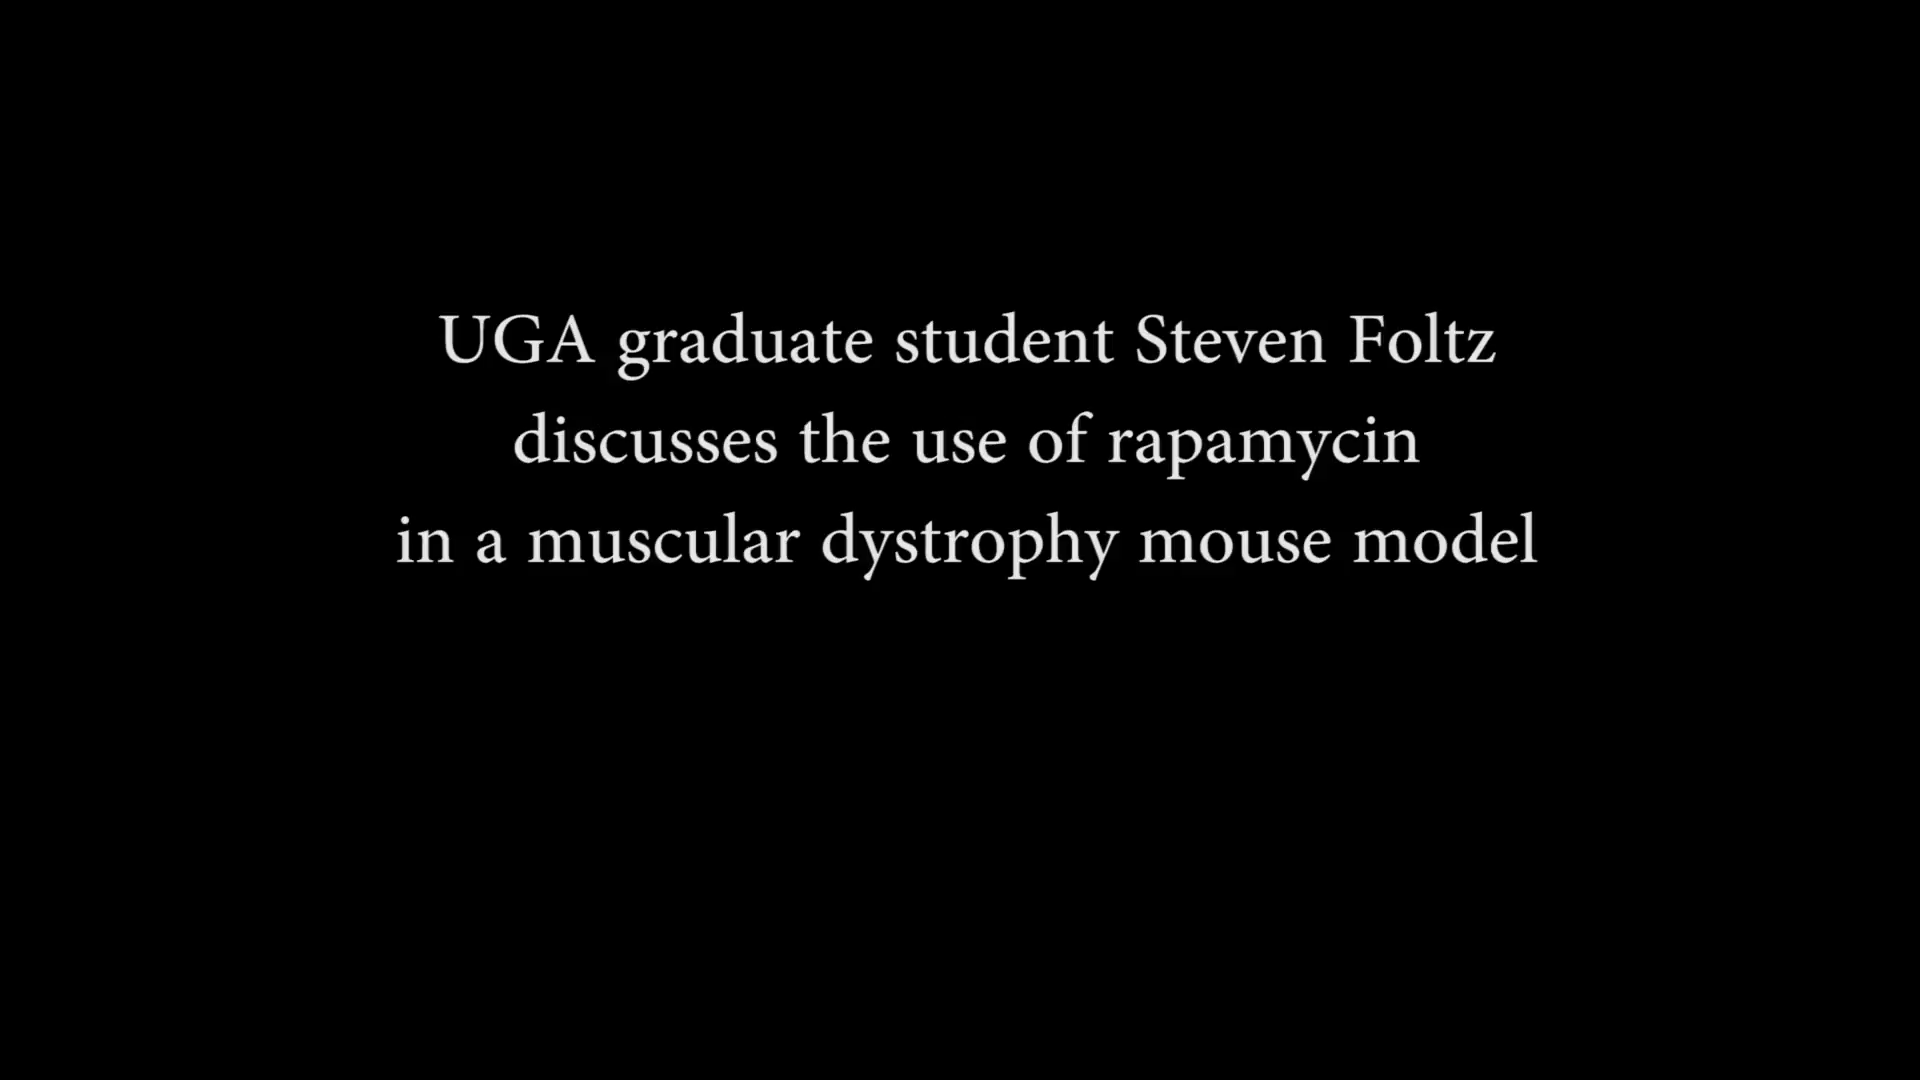 UGA graduate student Steven Foltz
discusses the use of rapamycin
in a muscular dystrophy mouse model